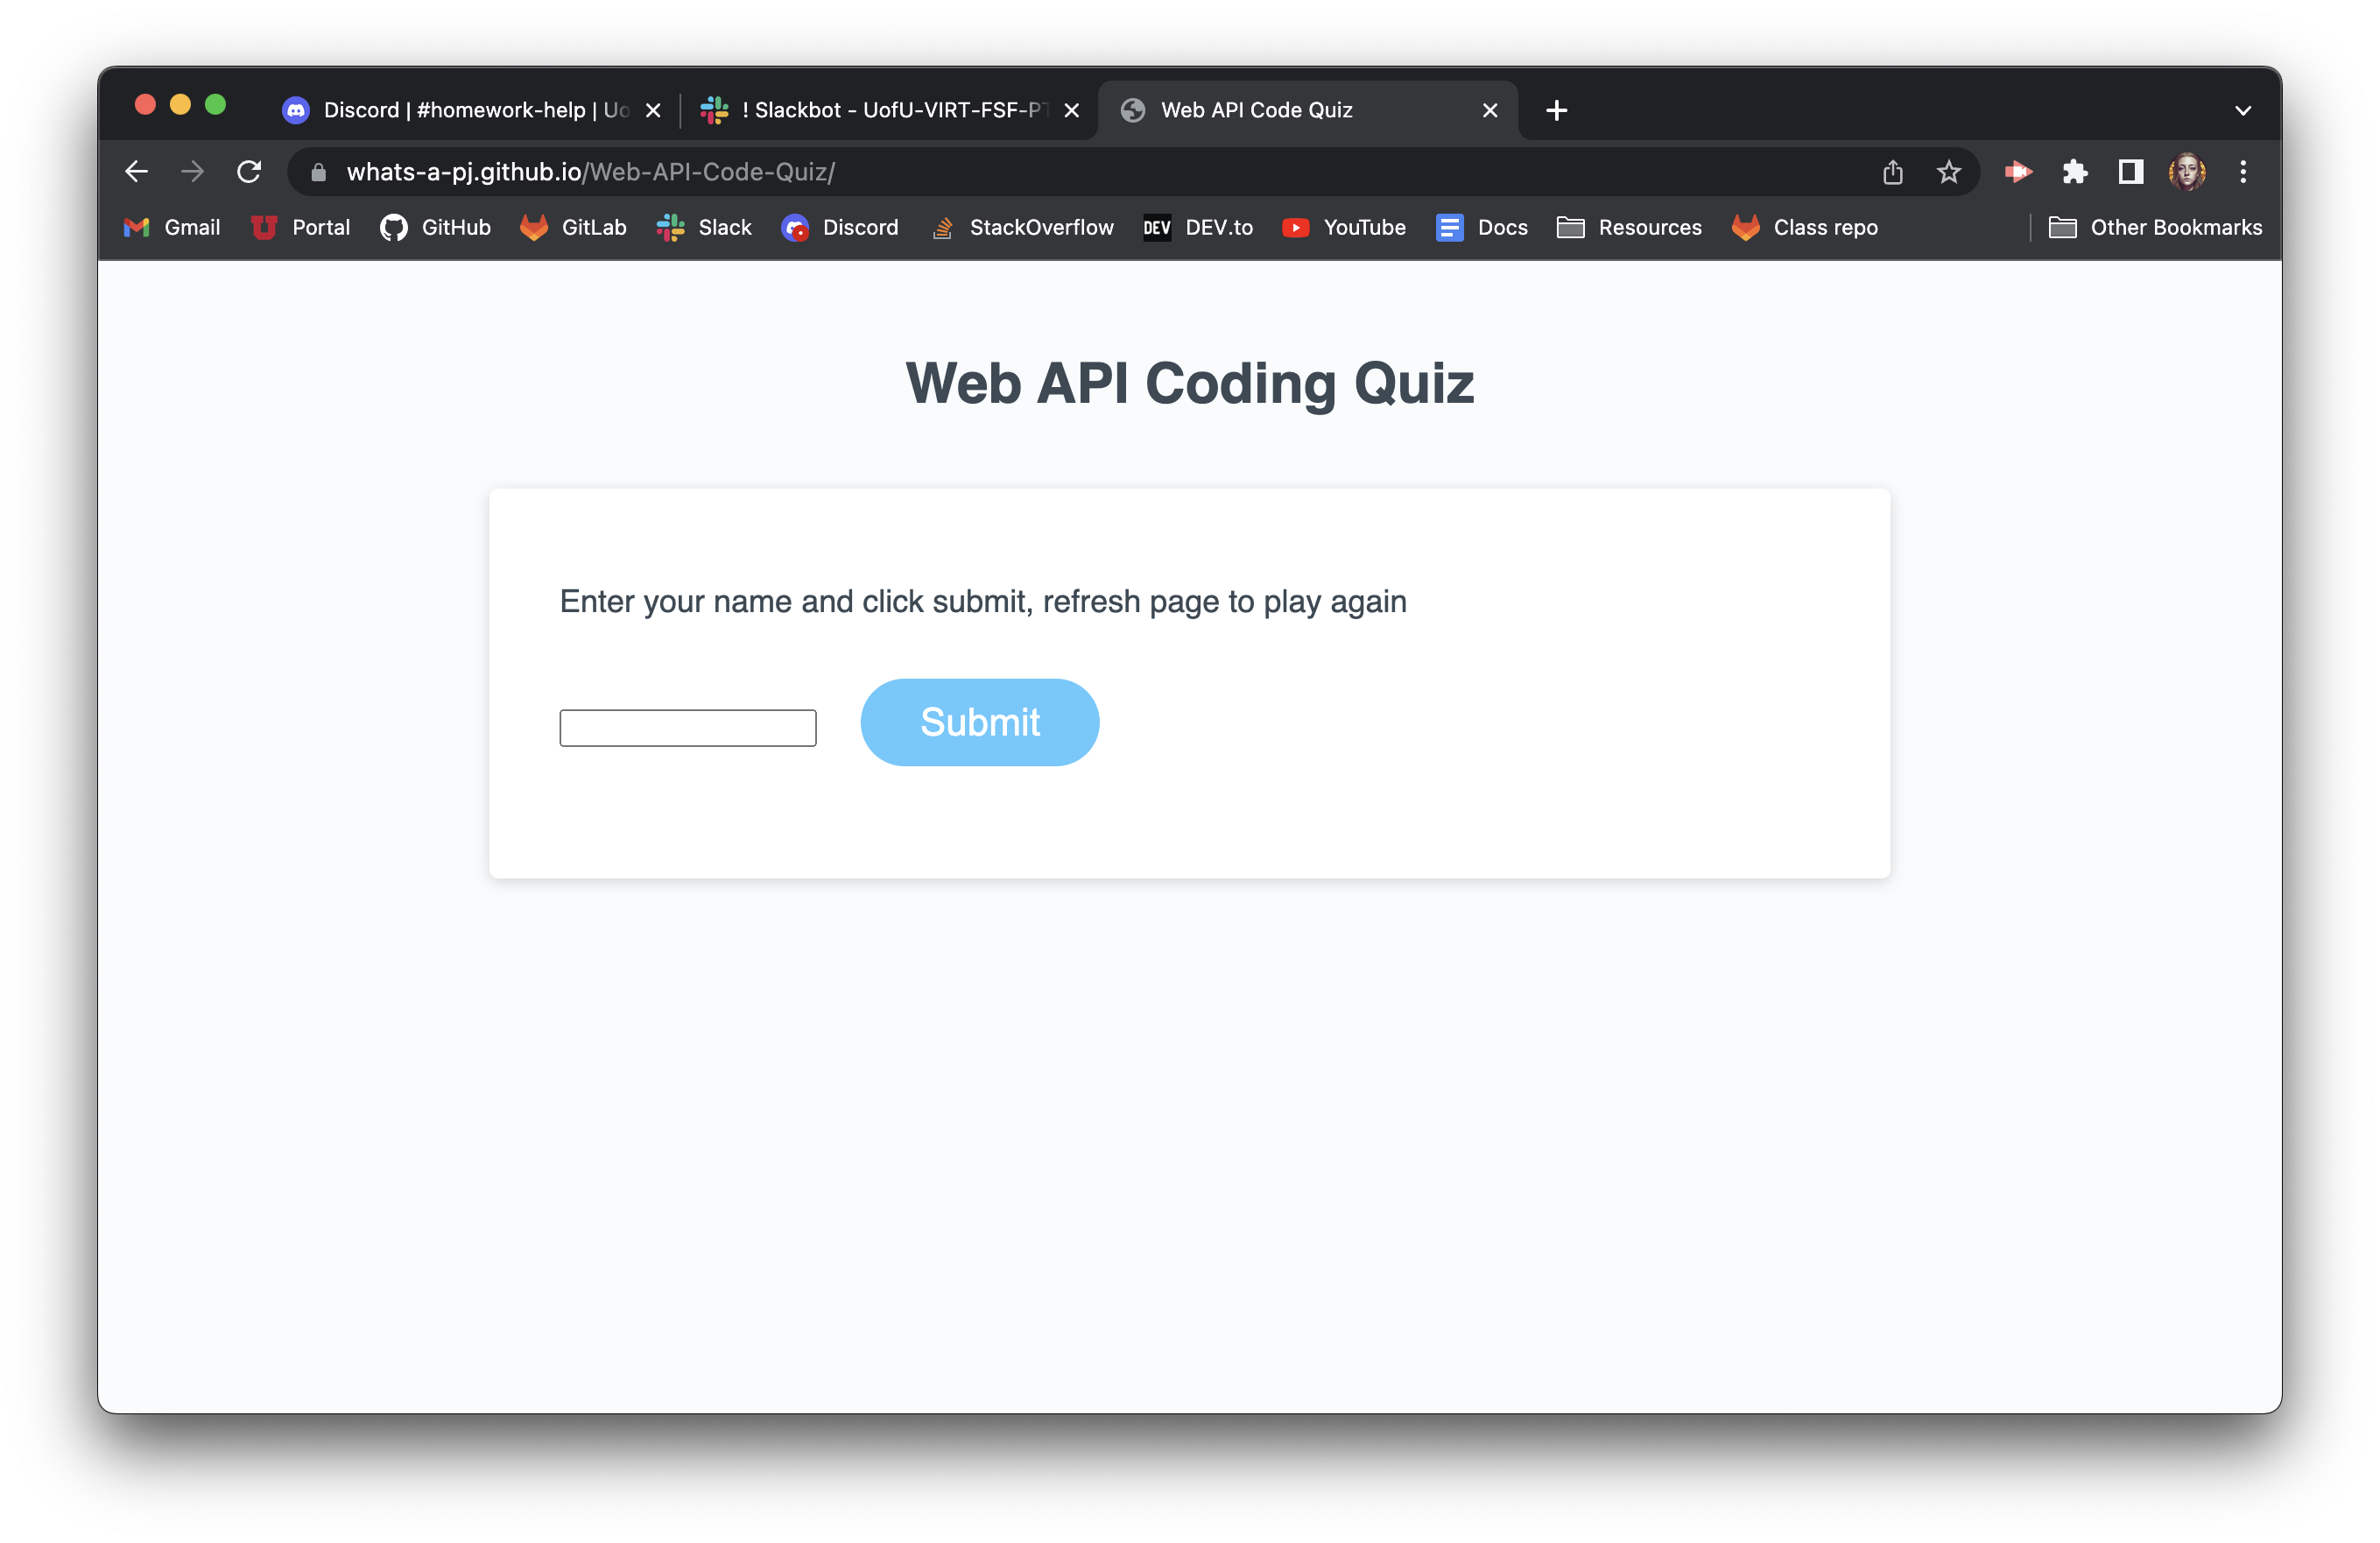 Discord | #homework-help | Uo
! Slackbot - UofU-VIRT-FSF-PT
Web API Code Quiz
whats-a-pj.github.io/Web-API-Code-Quiz/
Gmail
Portal
GitHub
GitLab
Slack
Discord
StackOverflow
DEV
DEV.to
YouTube
Docs
Resources
Class repo
Other Bookmarks
Web API Coding Quiz
Enter your name and click submit, refresh page to play again
Submit